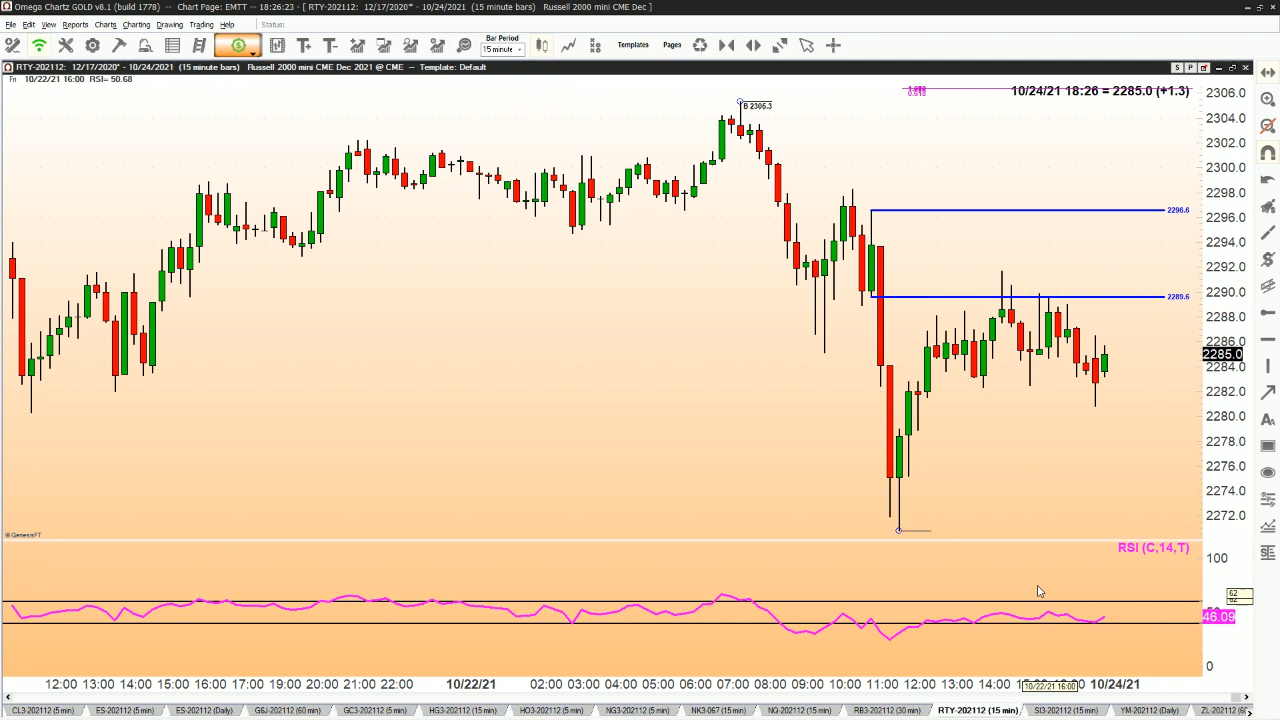 Omega Chartz GOLD v8.1 (build 1778) -- Chart Page: EMTT -- 18:26:23 - [ RTY-202112: 12/17/2020* - 10/24/2021 (15 minute bars) Russell 2000 mini CME Dec ]
File Edit View Reports Charts Charting Drawing Trading Help Status:
Bar Period
15 minute
Templates Pages
RTY-202112: 12/17/2020* - 10/24/2021 (15 minute bars) Russell 2000 mini CME Dec 2021 @ CME -- Template: Default S P
10/22/21 16:00 RSI= 50.68
10/24/21 18:26 = 2285.0 (+1.3)
B 2305.3
2296.6
2289.6
2306.0
2304.0
2302.0
2300.0
2298.0
2296.0
2294.0
2292.0
2290.0
2288.0
2286.0
2285.0
2284.0
2282.0
2280.0
2278.0
2276.0
2274.0
2272.0
© GenesisFT
RSI (C,14,T)
100
62
46.09
0
12:00 13:00 14:00 15:00 16:00 17:00 18:00 19:00 20:00 21:00 22:00 10/22/21 02:00 03:00 04:00 05:00 06:00 07:00 08:00 09:00 10:00 11:00 12:00 13:00 14:00 10/22/21 16:00 10/24/21
CL3-202112 (5 min) ES-202112 (5 min) ES-202112 (Daily) G6J-202112 (60 min) GC3-202112 (5 min) HG3-202112 (15 min) HO3-202112 (5 min) NG3-202112 (5 min) NK3-067 (15 min) NQ-202112 (15 min) RB3-202112 (30 min) RTY-202112 (15 min) SI3-202112 (15 min) YM-202112 (Daily)